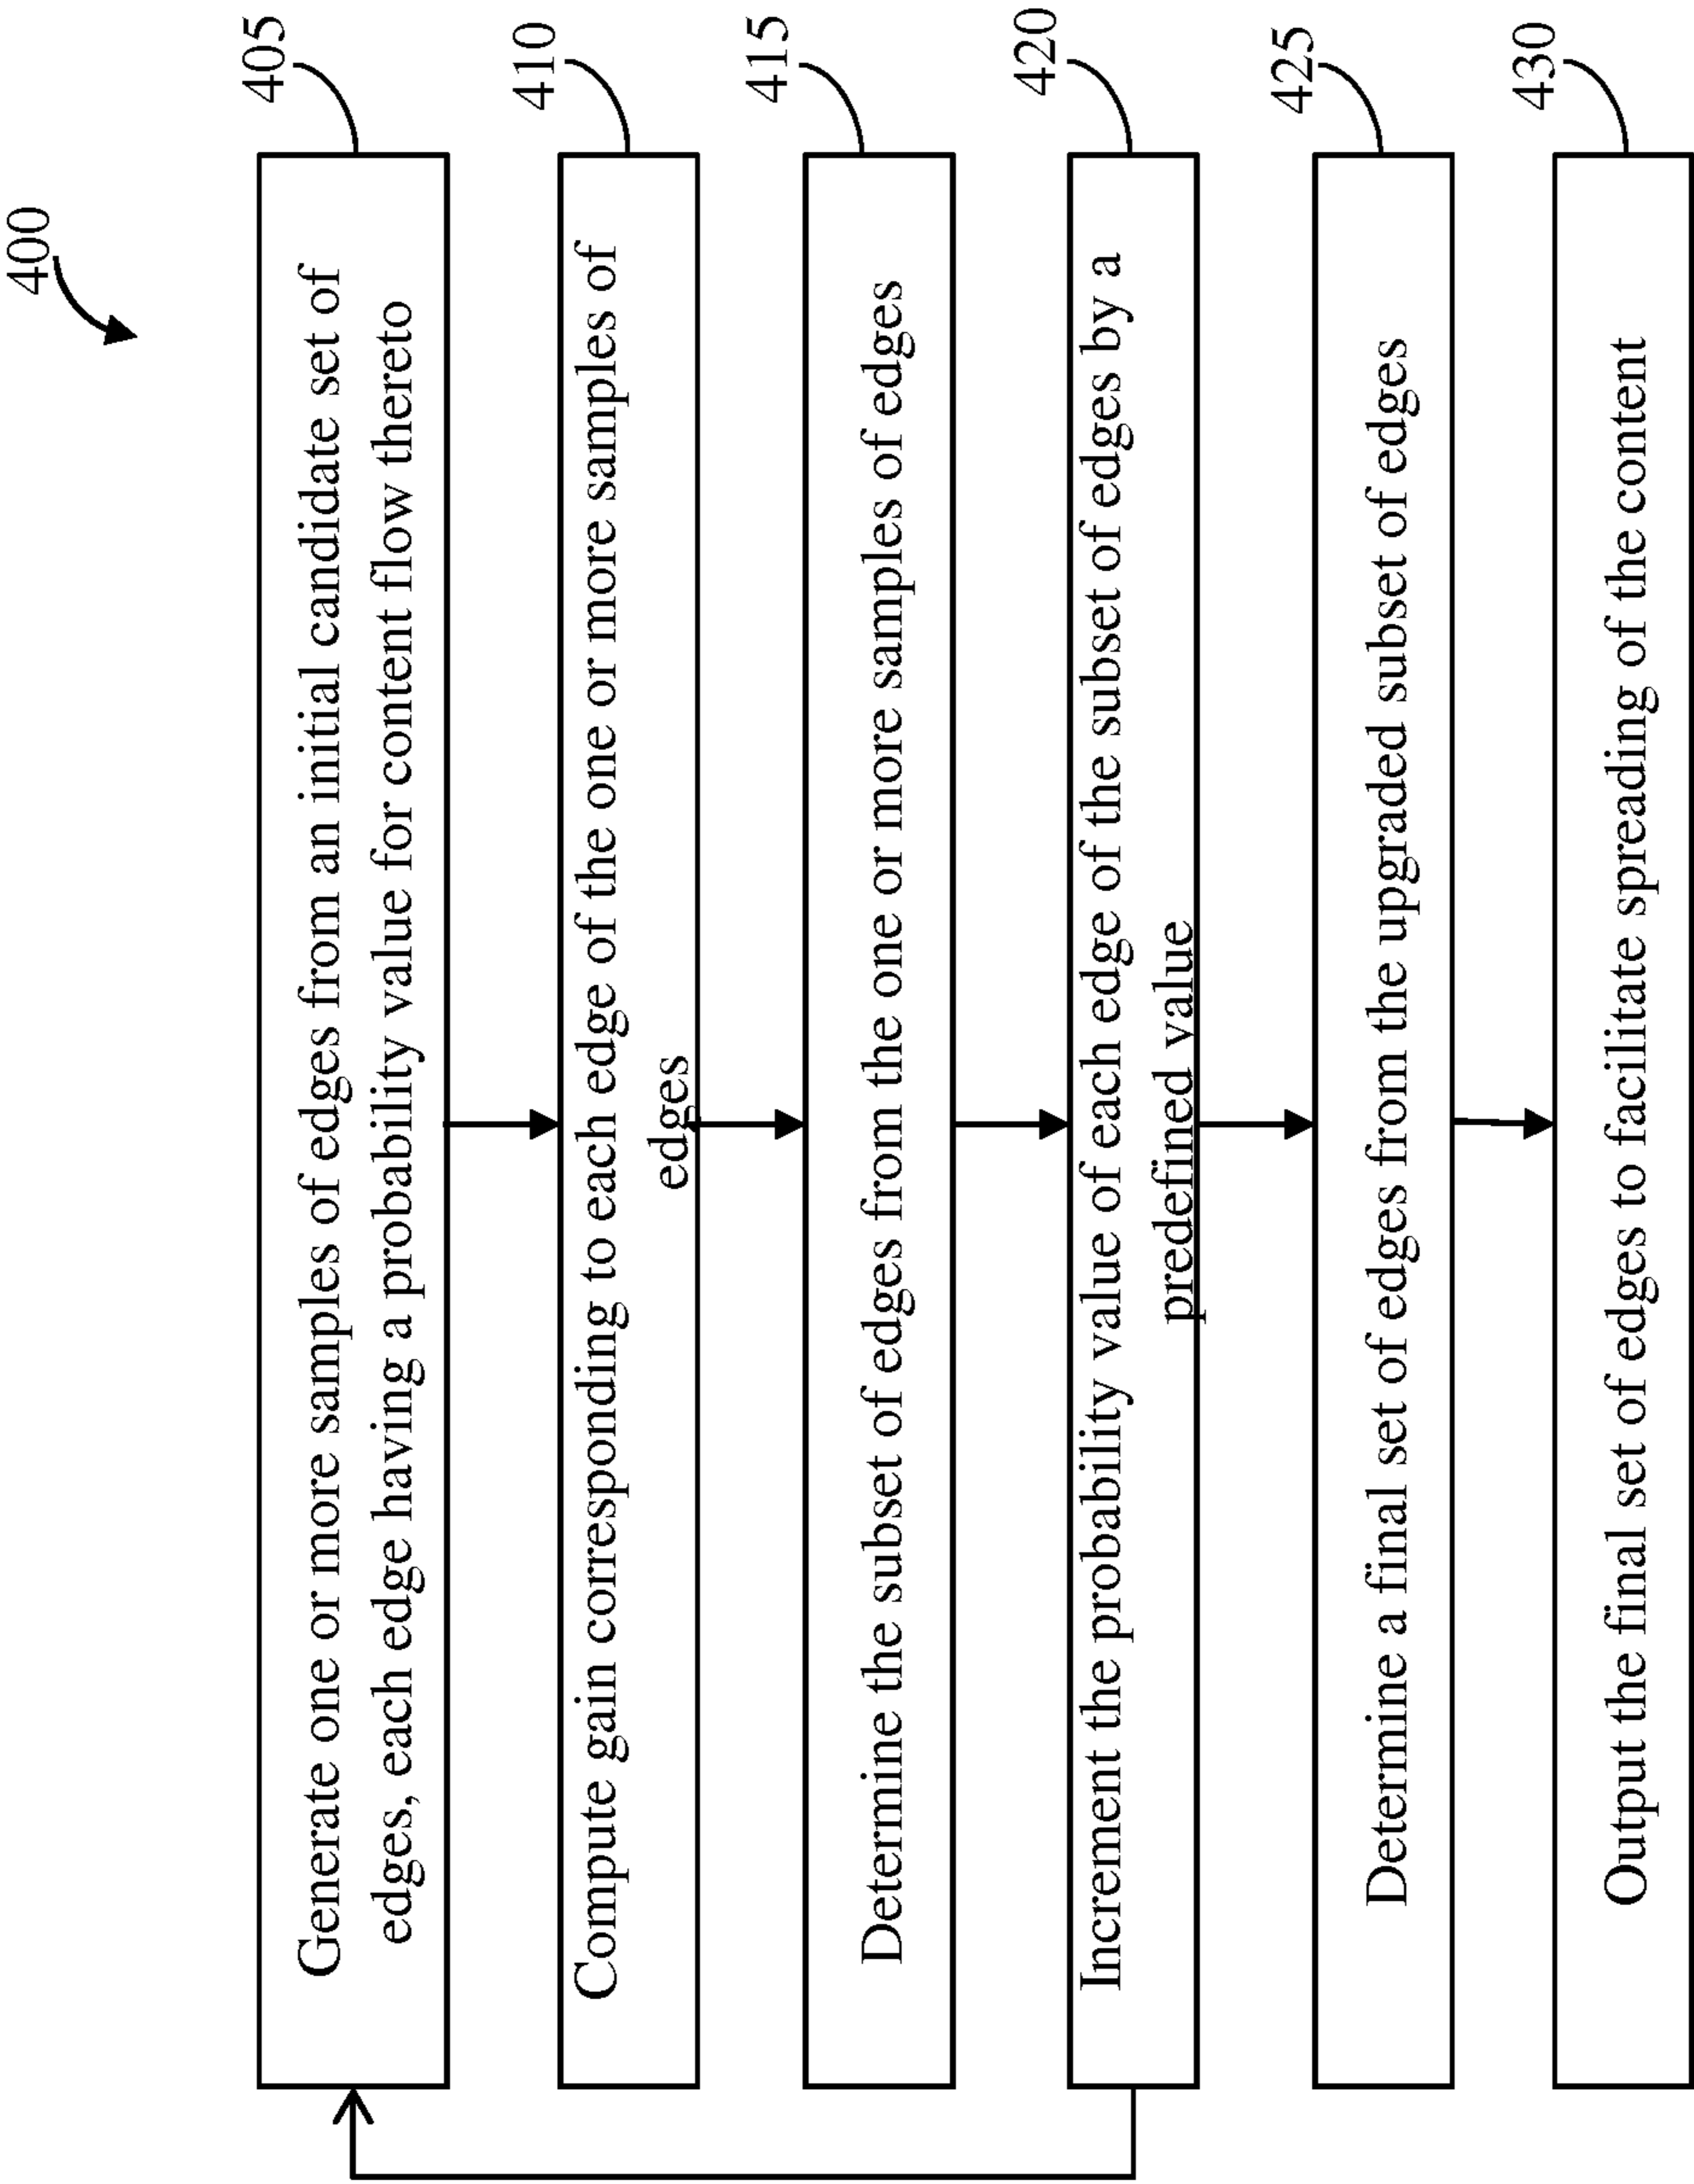 400
405
Generate one or more samples of edges from an initial candidate set of
edges, each edge having a probability value for content flow thereto
410
Compute gain corresponding to each edge of the one or more samples of
edges
415
Determine the subset of edges from the one or more samples of edges
420
Increment the probability value of each edge of the subset of edges by a
predefined value
425
Determine a final set of edges from the upgraded subset of edges
430
Output the final set of edges to facilitate spreading of the content